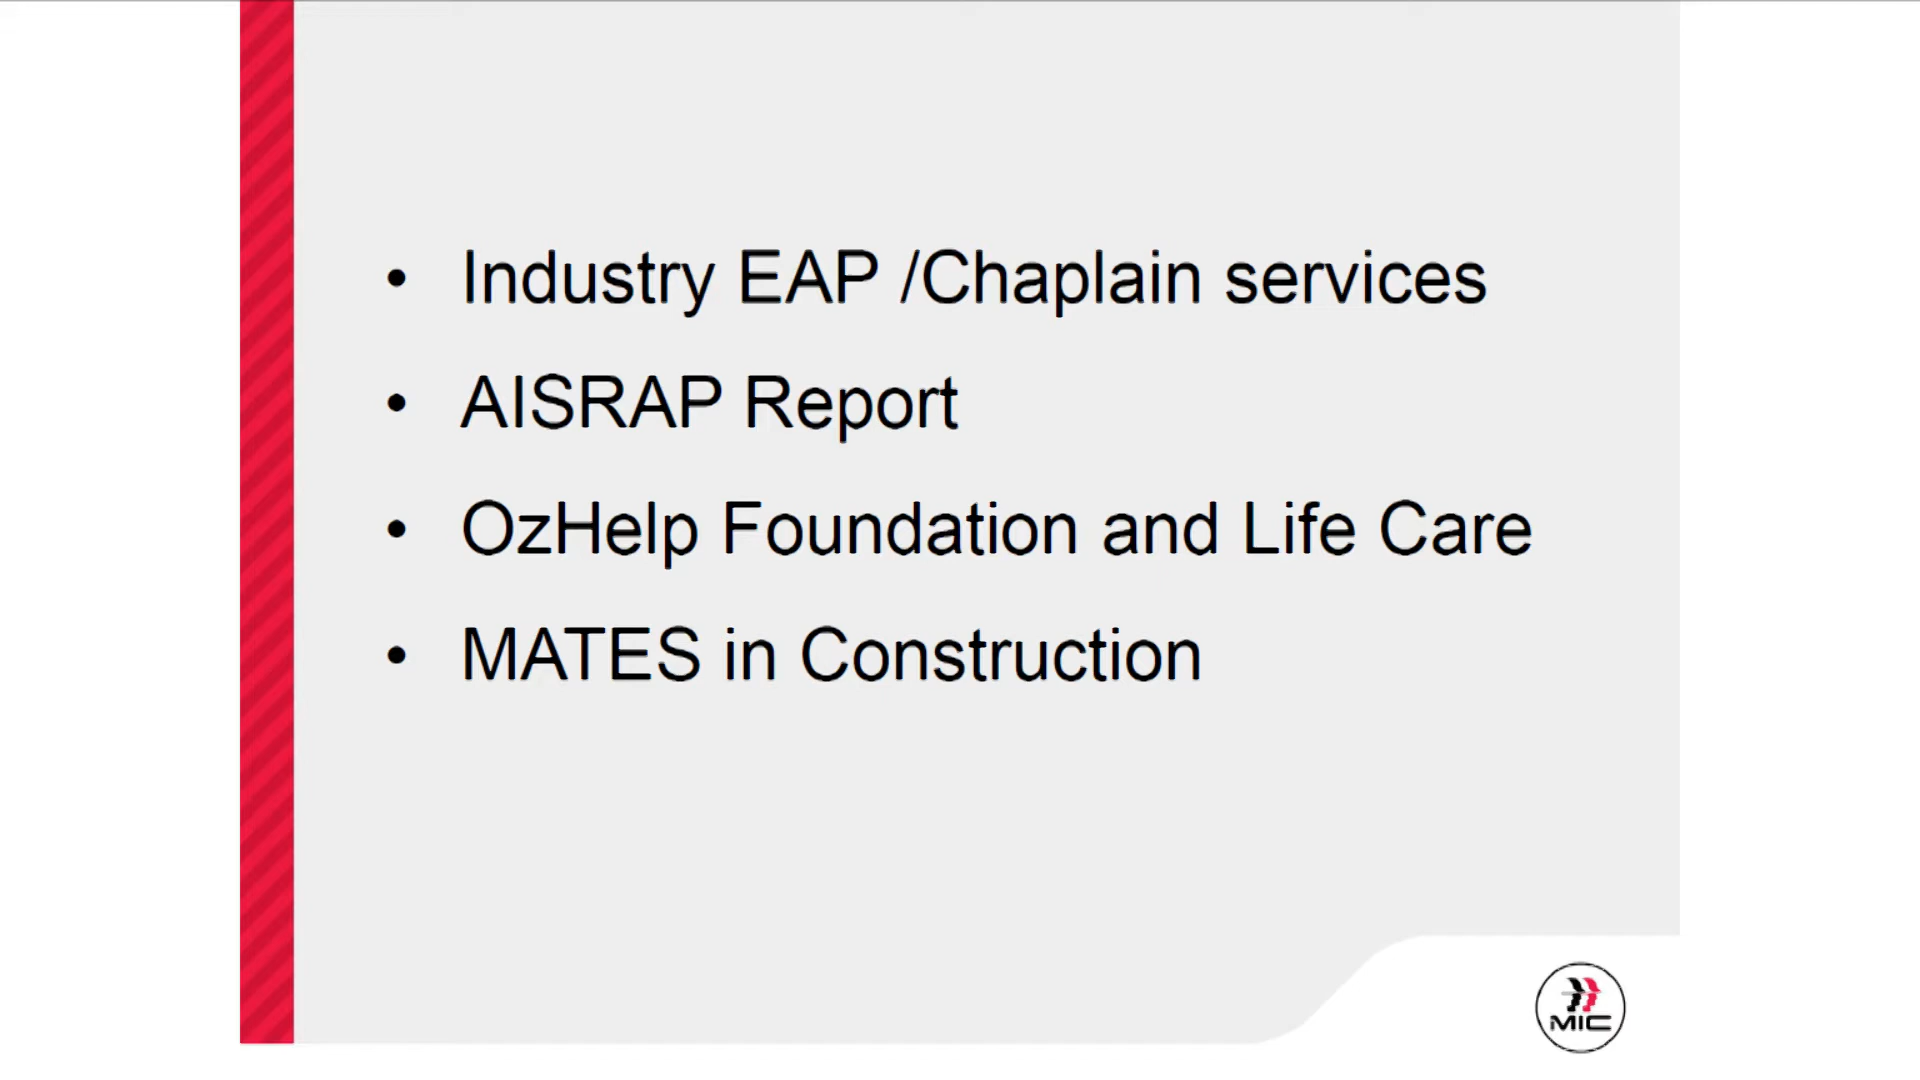 • Industry EAP /Chaplain services
• AISRAP Report
• OzHelp Foundation and Life Care
• MATES in Construction
MIC